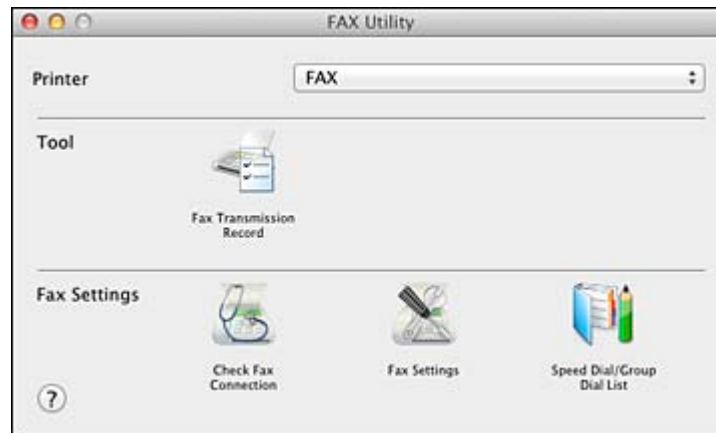 FAX Utility
Printer
FAX
Tool
Fax Transmission
Record
Fax Settings
Check Fax
Connection
Fax Settings
Speed Dial/Group
Dial List
?